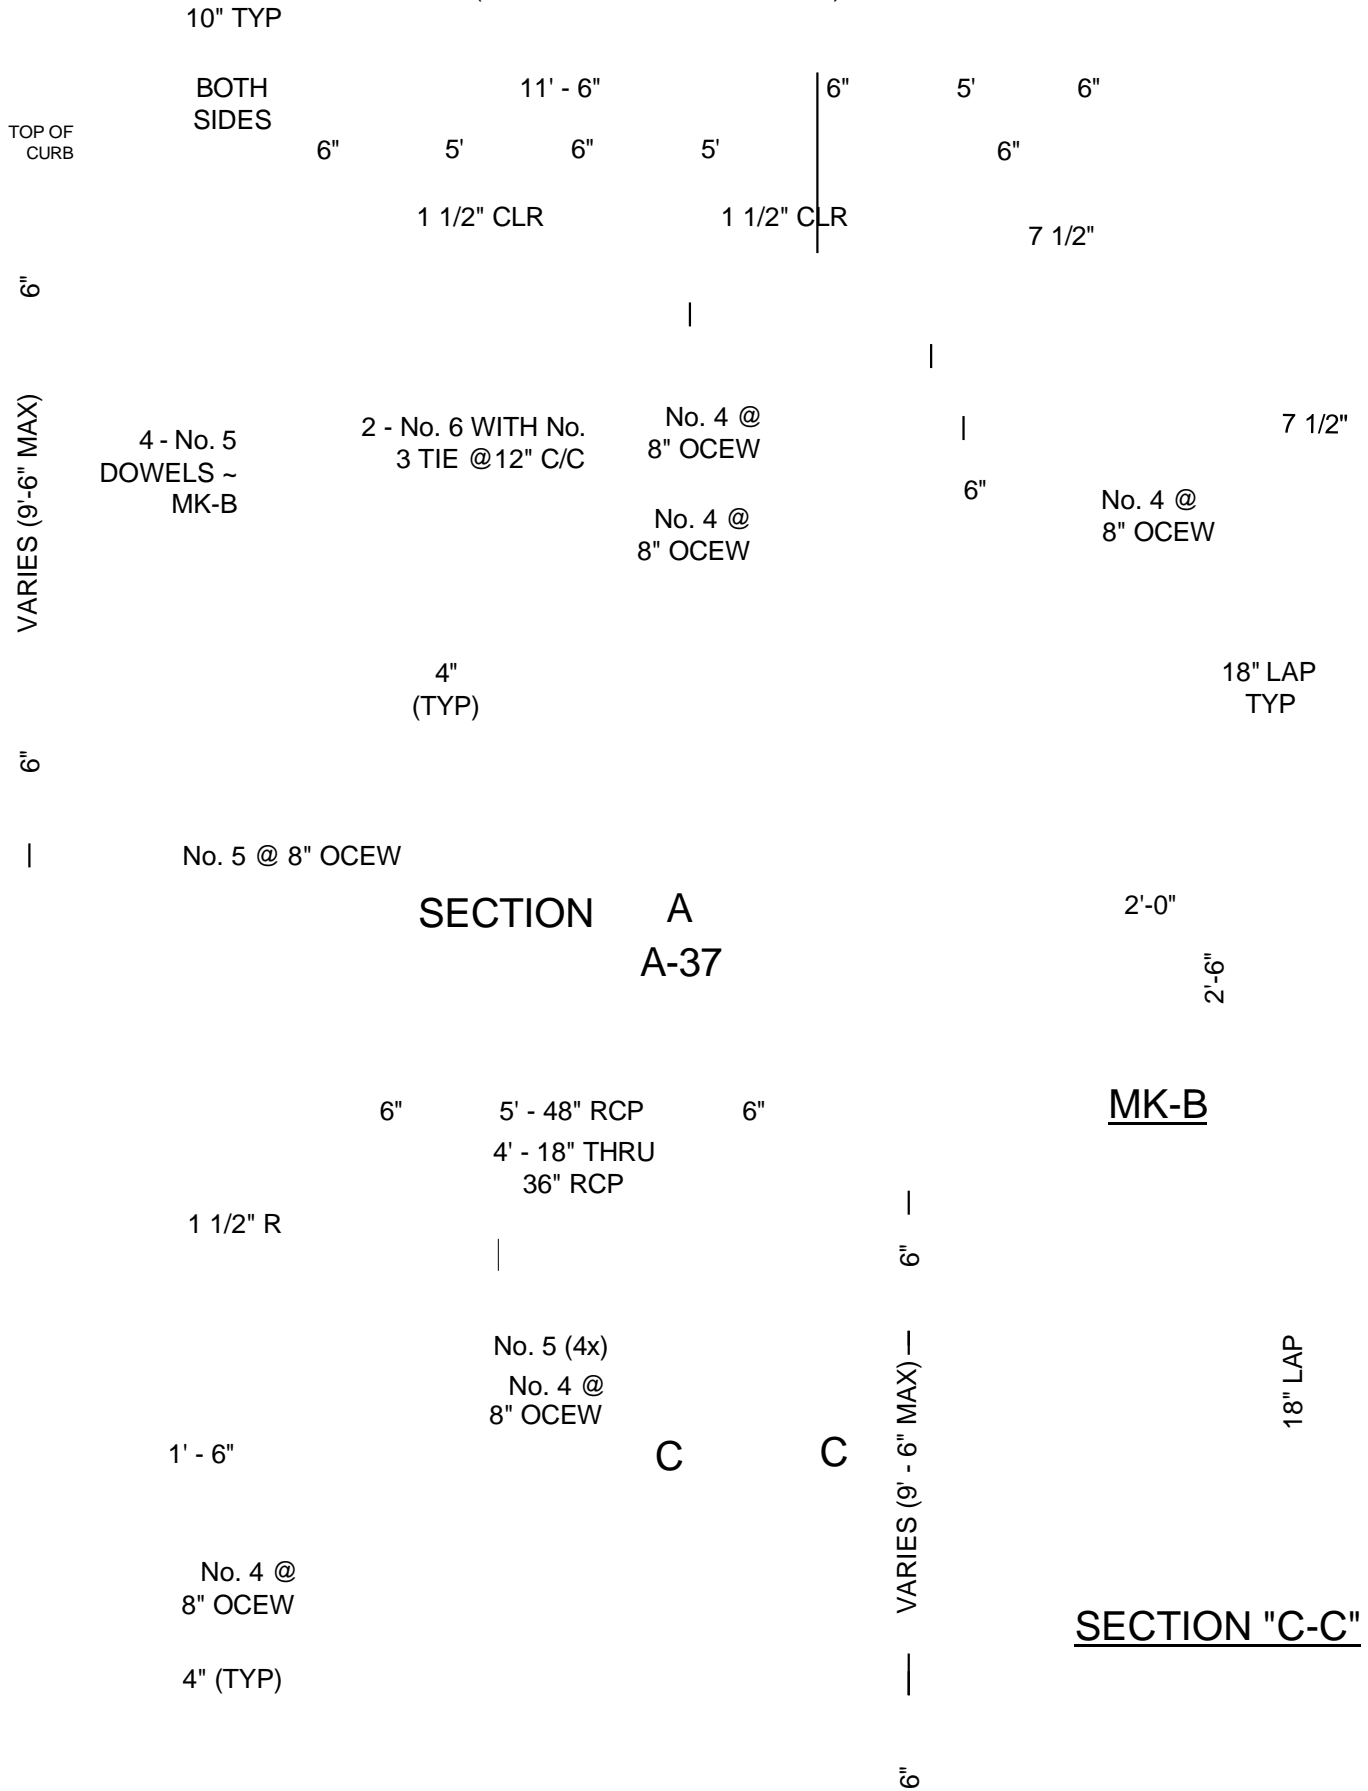 10" TYP
BOTH
SIDES
11' - 6"
6"
5'
6"
TOP OF
CURB
6"
5'
6"
5'
6"
1 1/2" CLR
1 1/2" CLR
7 1/2"
6"
VARIES (9'-6" MAX)
4 - No. 5
DOWELS ~
MK-B
2 - No. 6 WITH No.
3 TIE @12" C/C
No. 4 @
8" OCEW
7 1/2"
6"
No. 4 @
8" OCEW
No. 4 @
8" OCEW
4"
(TYP)
18" LAP
TYP
6"
No. 5 @ 8" OCEW
SECTION A
A-37
2'-0"
2'-6"
MK-B
6"
5' - 48" RCP
6"
4' - 18" THRU
36" RCP
1 1/2" R
6"
No. 5 (4x)
No. 4 @
8" OCEW
VARIES (9' - 6" MAX)
18" LAP
1' - 6"
C
C
No. 4 @
8" OCEW
SECTION "C-C"
4" (TYP)
6"